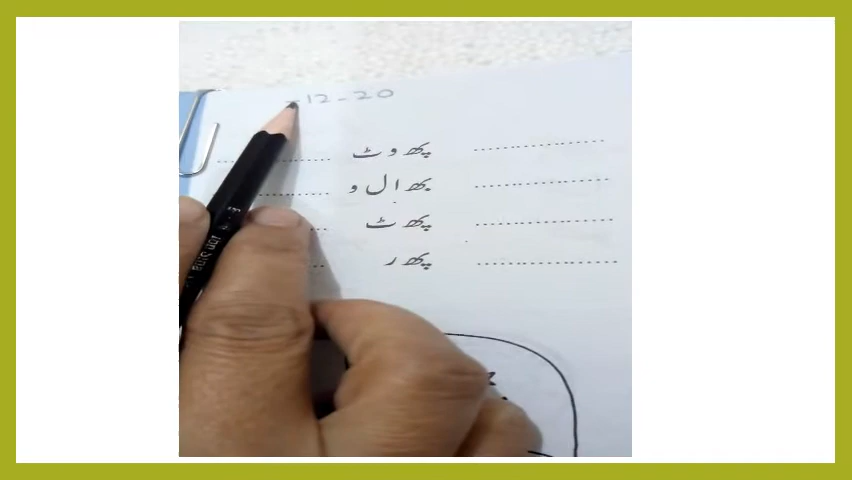 -12-20
پھ و ٹ
بھ ا ل و
پھ ٹ
پھ ر